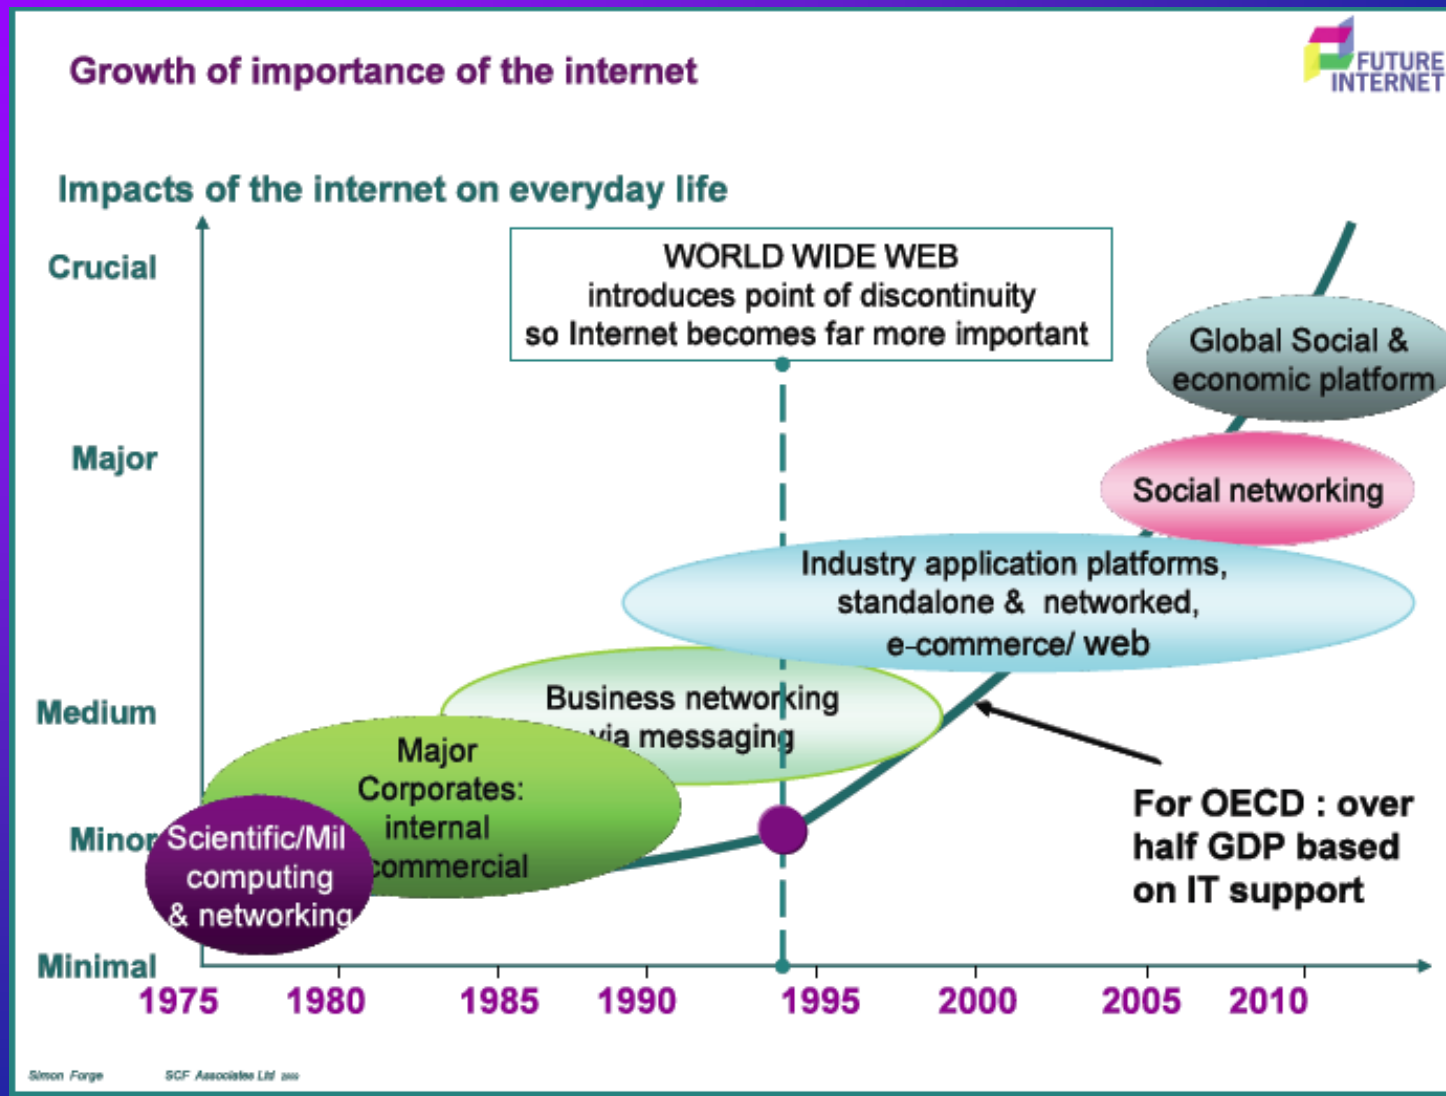 Growth of importance of the internet
FUTURE
INTERNET
Impacts of the internet on everyday life
Crucial
Major
Medium
Minor
Minimal
WORLD WIDE WEB
introduces point of discontinuity
so Internet becomes far more important
Global Social &
economic platform
Social networking
Industry application platforms,
standalone & networked,
e-commerce/ web
Business networking
via messaging
Major
Corporates:
internal
commercial
Scientific/Mil
computing
& networking
For OECD : over
half GDP based
on IT support
1975 1980 1985 1990 1995 2000 2005 2010
Simon Forge SCF Associates Ltd